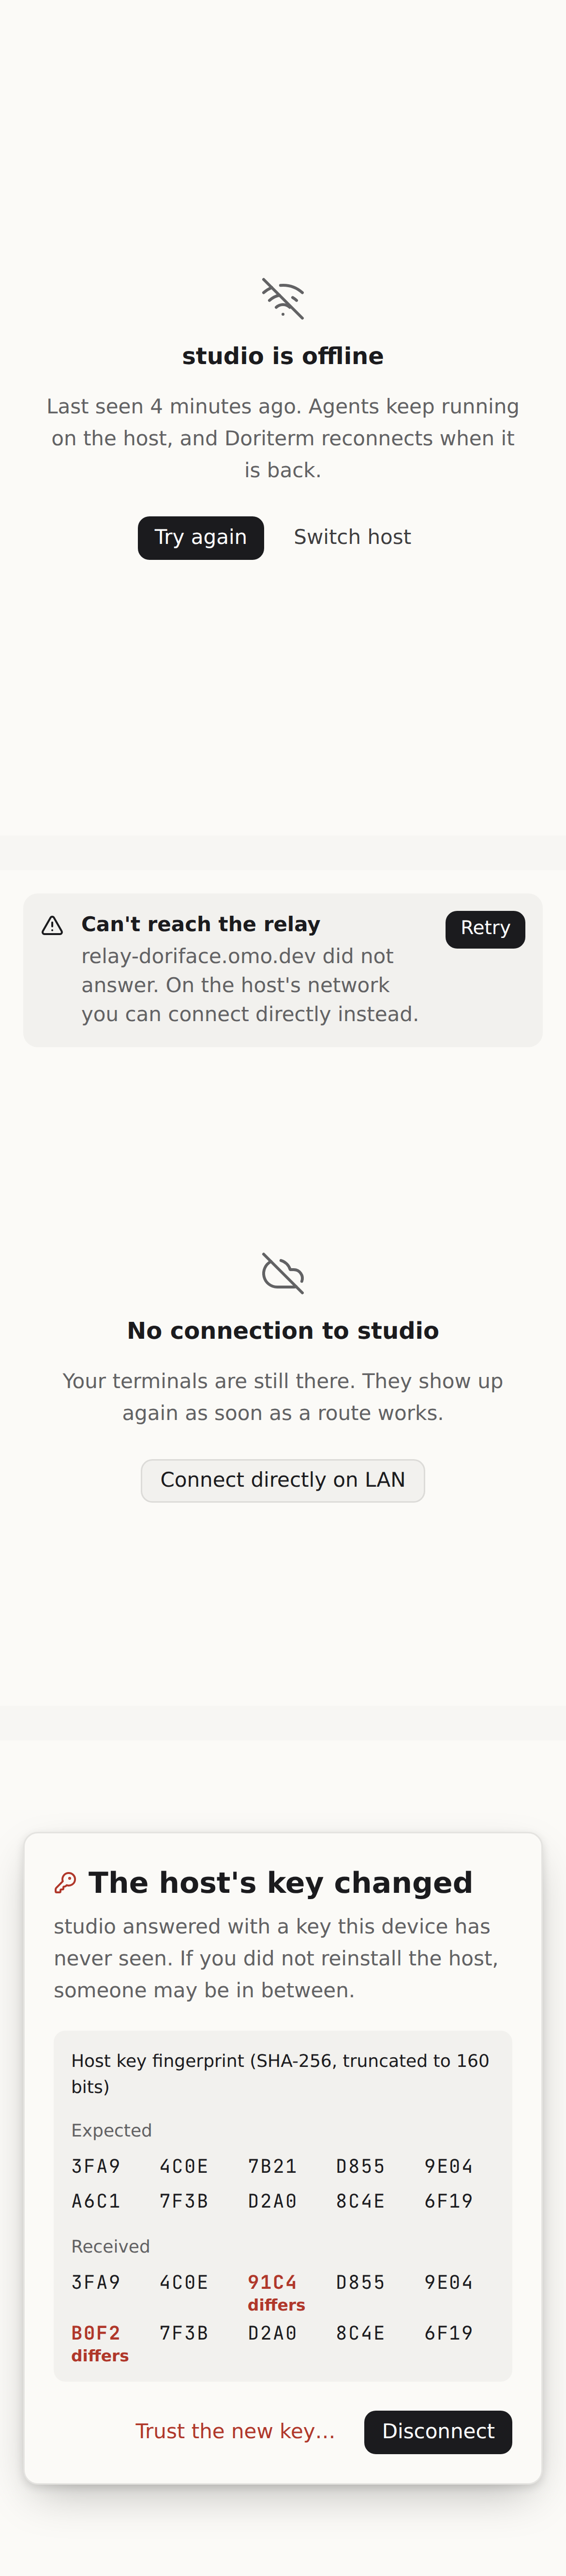 studio is offline
Last seen 4 minutes ago. Agents keep running
on the host, and Doriterm reconnects when it
is back.
Try again
Switch host
Can't reach the relay
Retry
relay-doriface.omo.dev did not
answer. On the host's network
you can connect directly instead.
No connection to studio
Your terminals are still there. They show up
again as soon as a route works.
Connect directly on LAN
The host's key changed
studio answered with a key this device has
never seen. If you did not reinstall the host,
someone may be in between.
Host key fingerprint (SHA-256, truncated to 160
bits)
Expected
3FA9 4C0E 7B21 D855 9E04
A6C1 7F3B D2A0 8C4E 6F19
Received
3FA9 4C0E 91C4 D855 9E04
differs
B0F2 7F3B D2A0 8C4E 6F19
differs
Trust the new key...
Disconnect